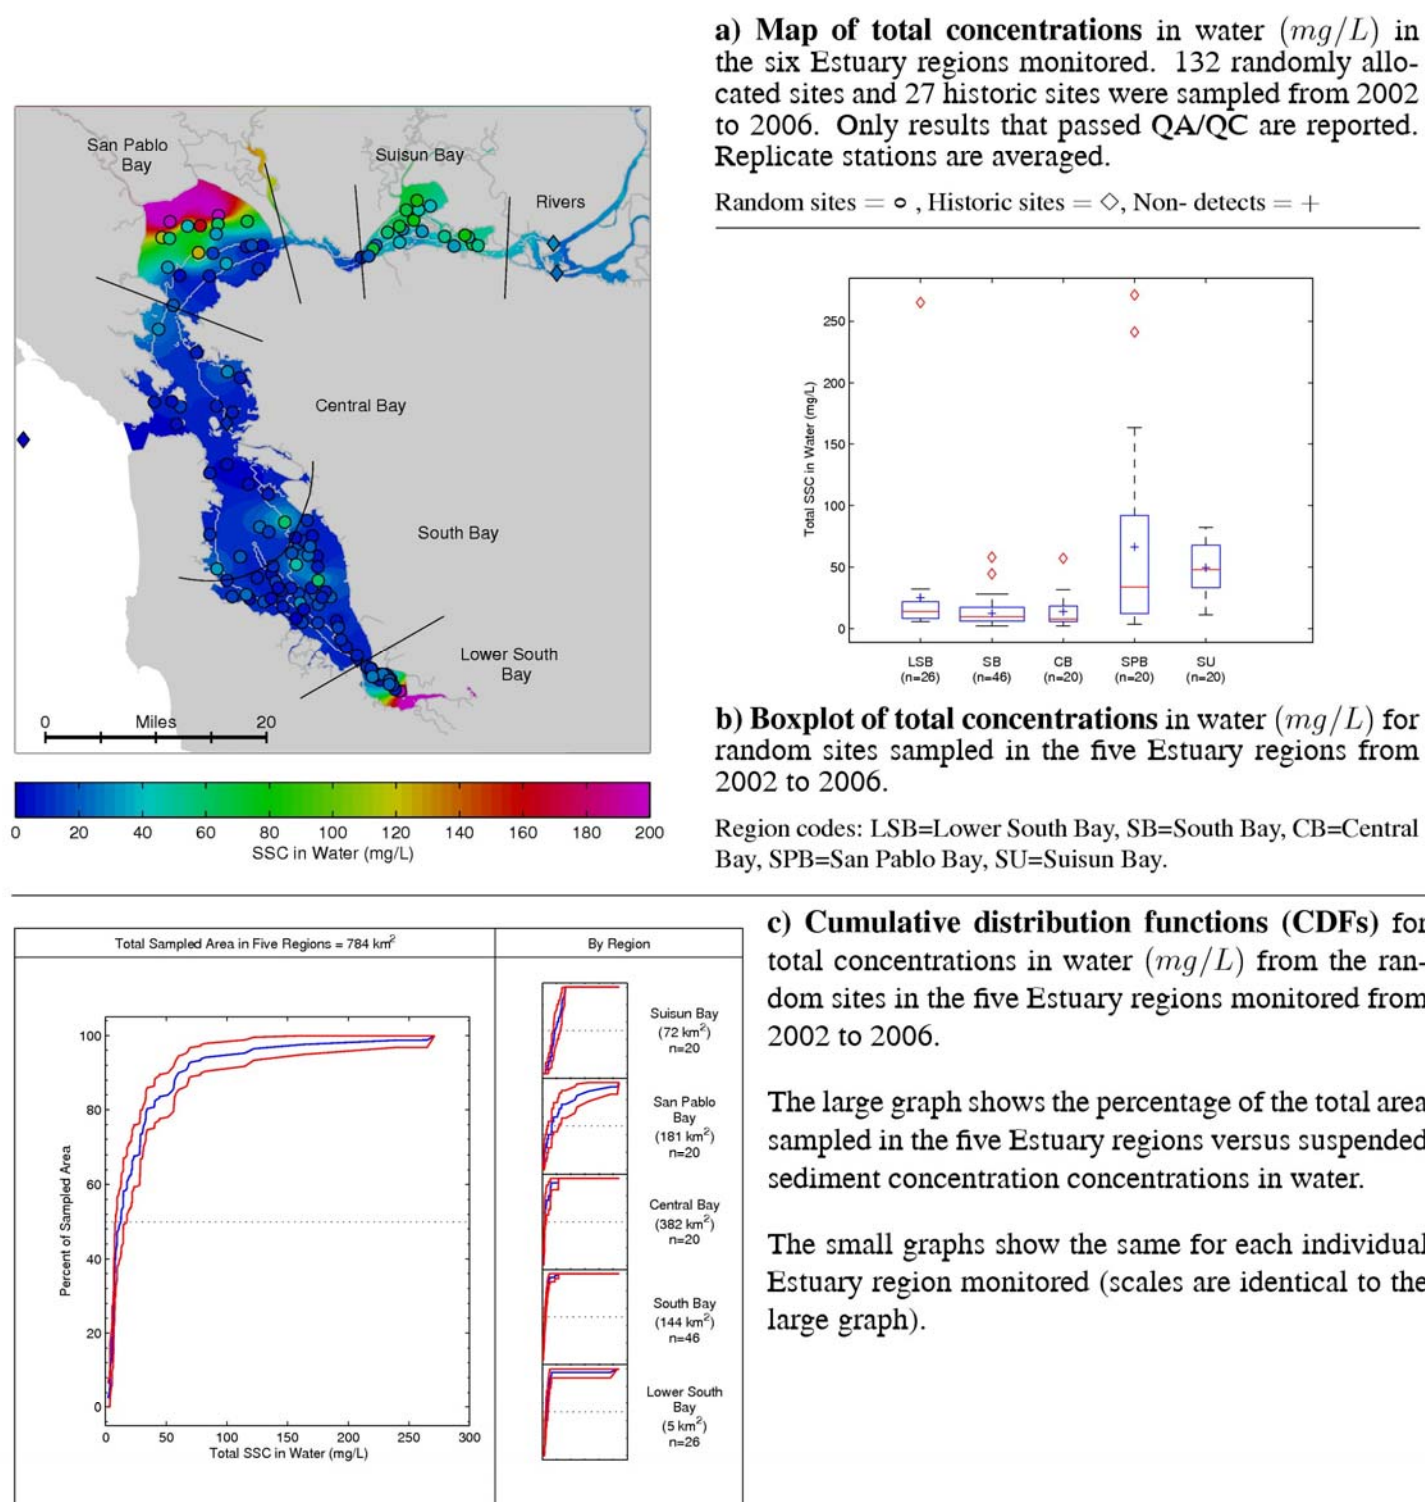 a) Map of total concentrations in water (mg/L) in
the six Estuary regions monitored. 132 randomly allo-
cated sites and 27 historic sites were sampled from 2002
to 2006. Only results that passed QA/QC are reported.
Replicate stations are averaged.
Random sites = o , Historic sites = ◇, Non- detects = +
San Pablo
Bay
Suisun Bay
Rivers
Central Bay
South Bay
Lower South
Bay
0 Miles 20
0 20 40 60 80 100 120 140 160 180 200
SSC in Water (mg/L)
Total SSC in Water (mg/L)
250
200
150
100
50
0
LSB SB CB SPB SU
(n=26) (n=46) (n=20) (n=20) (n=20)
b) Boxplot of total concentrations in water (mg/L) for
random sites sampled in the five Estuary regions from
2002 to 2006.
Region codes: LSB=Lower South Bay, SB=South Bay, CB=Central
Bay, SPB=San Pablo Bay, SU=Suisun Bay.
Total Sampled Area in Five Regions = 784 km²
By Region
Percent of Sampled Area
100
80
60
40
20
0
0 50 100 150 200 250 300
Total SSC in Water (mg/L)
Suisun Bay
(72 km²)
n=20
San Pablo
Bay
(181 km²)
n=20
Central Bay
(382 km²)
n=20
South Bay
(144 km²)
n=46
Lower South
Bay
(5 km²)
n=26
c) Cumulative distribution functions (CDFs) for
total concentrations in water (mg/L) from the ran-
dom sites in the five Estuary regions monitored from
2002 to 2006.
The large graph shows the percentage of the total area
sampled in the five Estuary regions versus suspended
sediment concentration concentrations in water.
The small graphs show the same for each individual
Estuary region monitored (scales are identical to the
large graph).